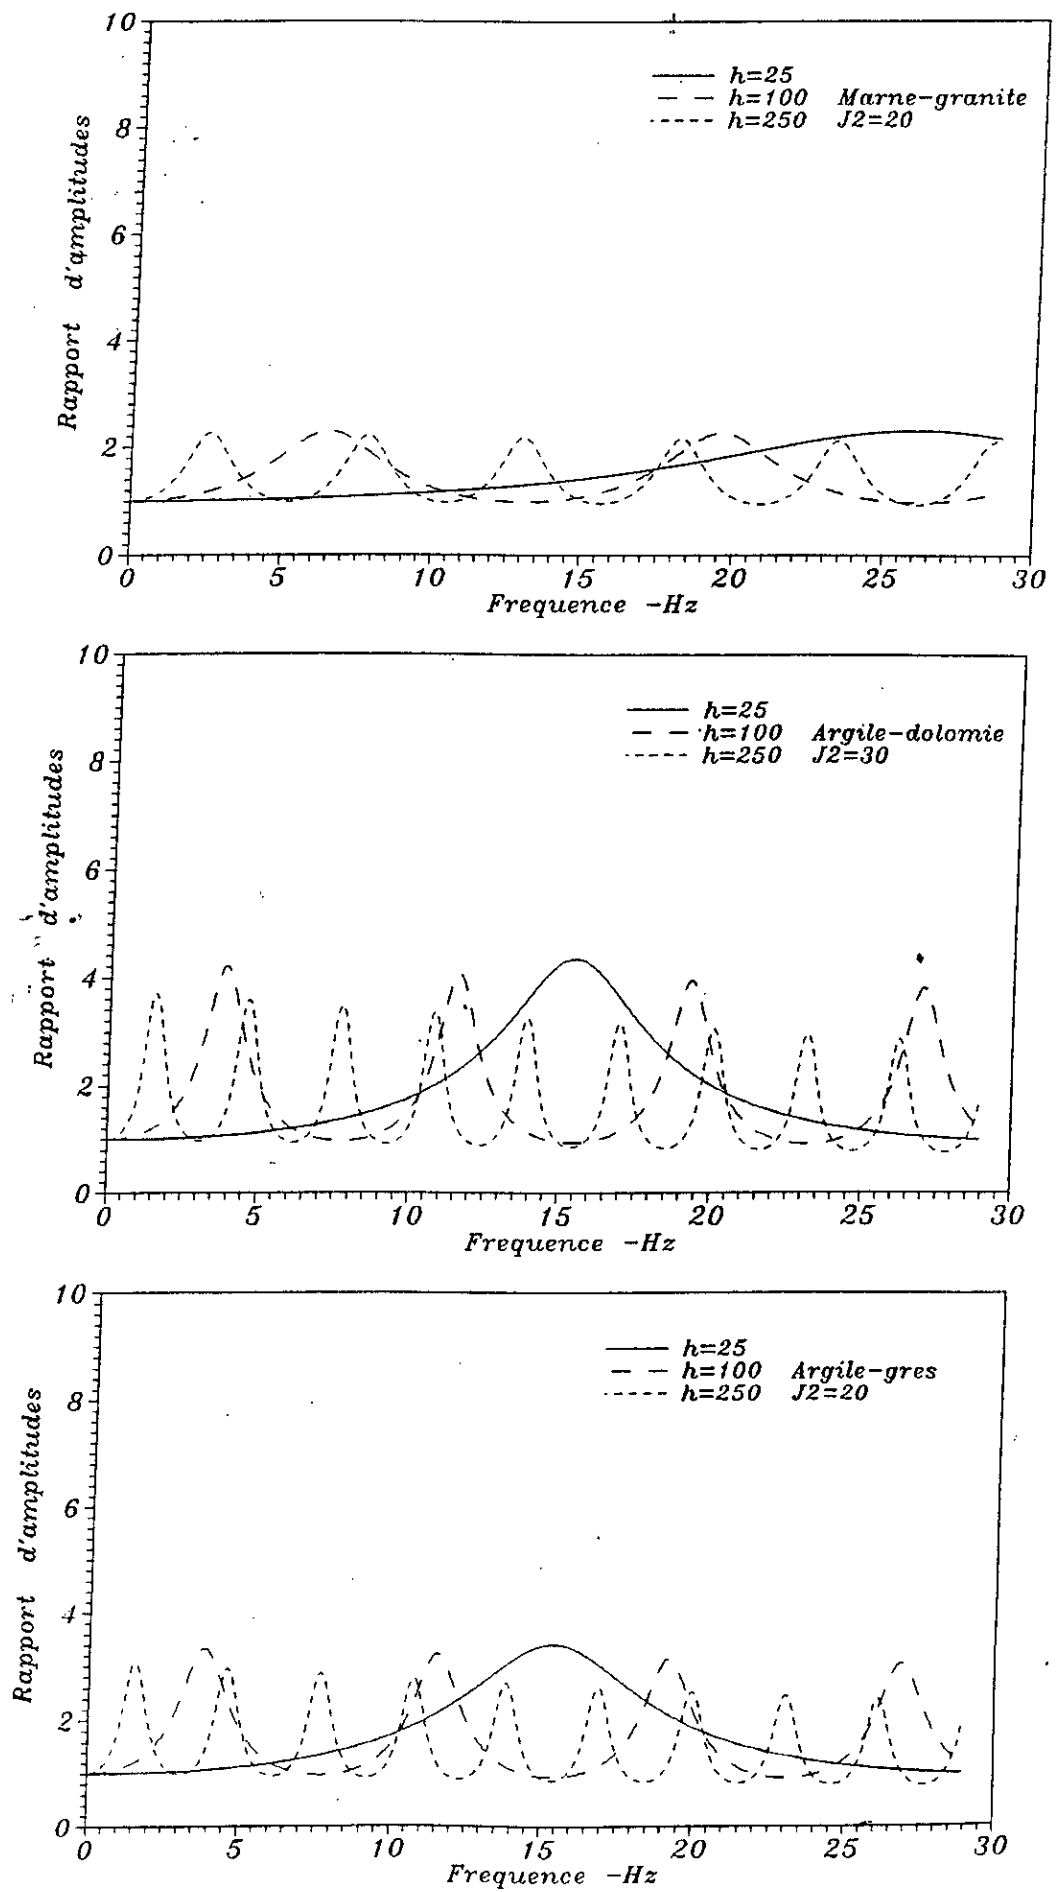 10
h=25
h=100 Marne-granite
h=250 J2=20
8
6
4
2
0
Rapport d'amplitudes
0 5 10 15 20 25 30
Frequence -Hz
10
h=25
h=100 Argile-dolomie
h=250 J2=30
8
6
4
2
0
Rapport d'amplitudes
0 5 10 15 20 25 30
Frequence -Hz
10
h=25
h=100 Argile-gres
h=250 J2=20
8
6
4
2
0
Rapport d'amplitudes
0 5 10 15 20 25 30
Frequence -Hz